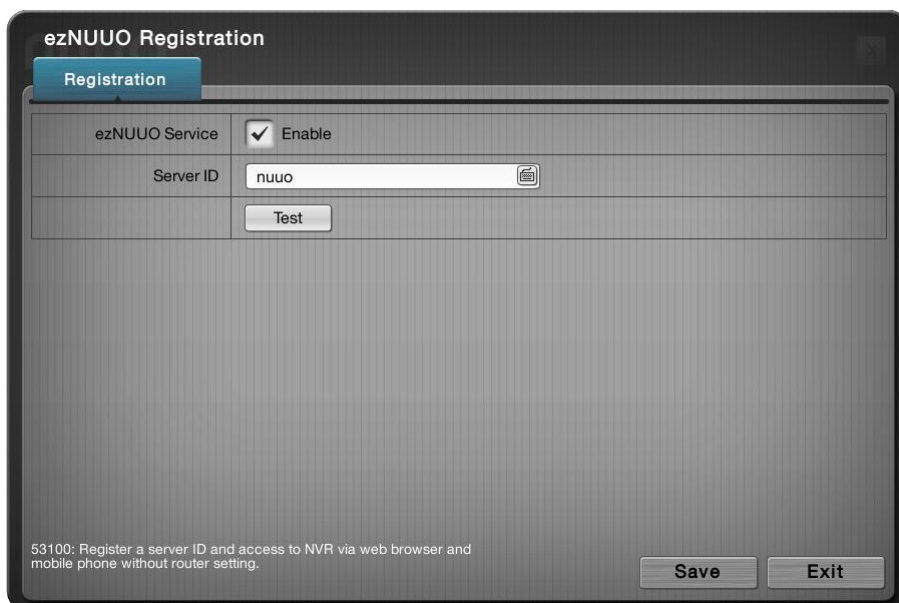 ezNUUO Registration
Registration
ezNUUO Service
Enable
Server ID
nuuo
Test
53100: Register a server ID and access to NVR via web browser and
mobile phone without router setting.
Save
Exit